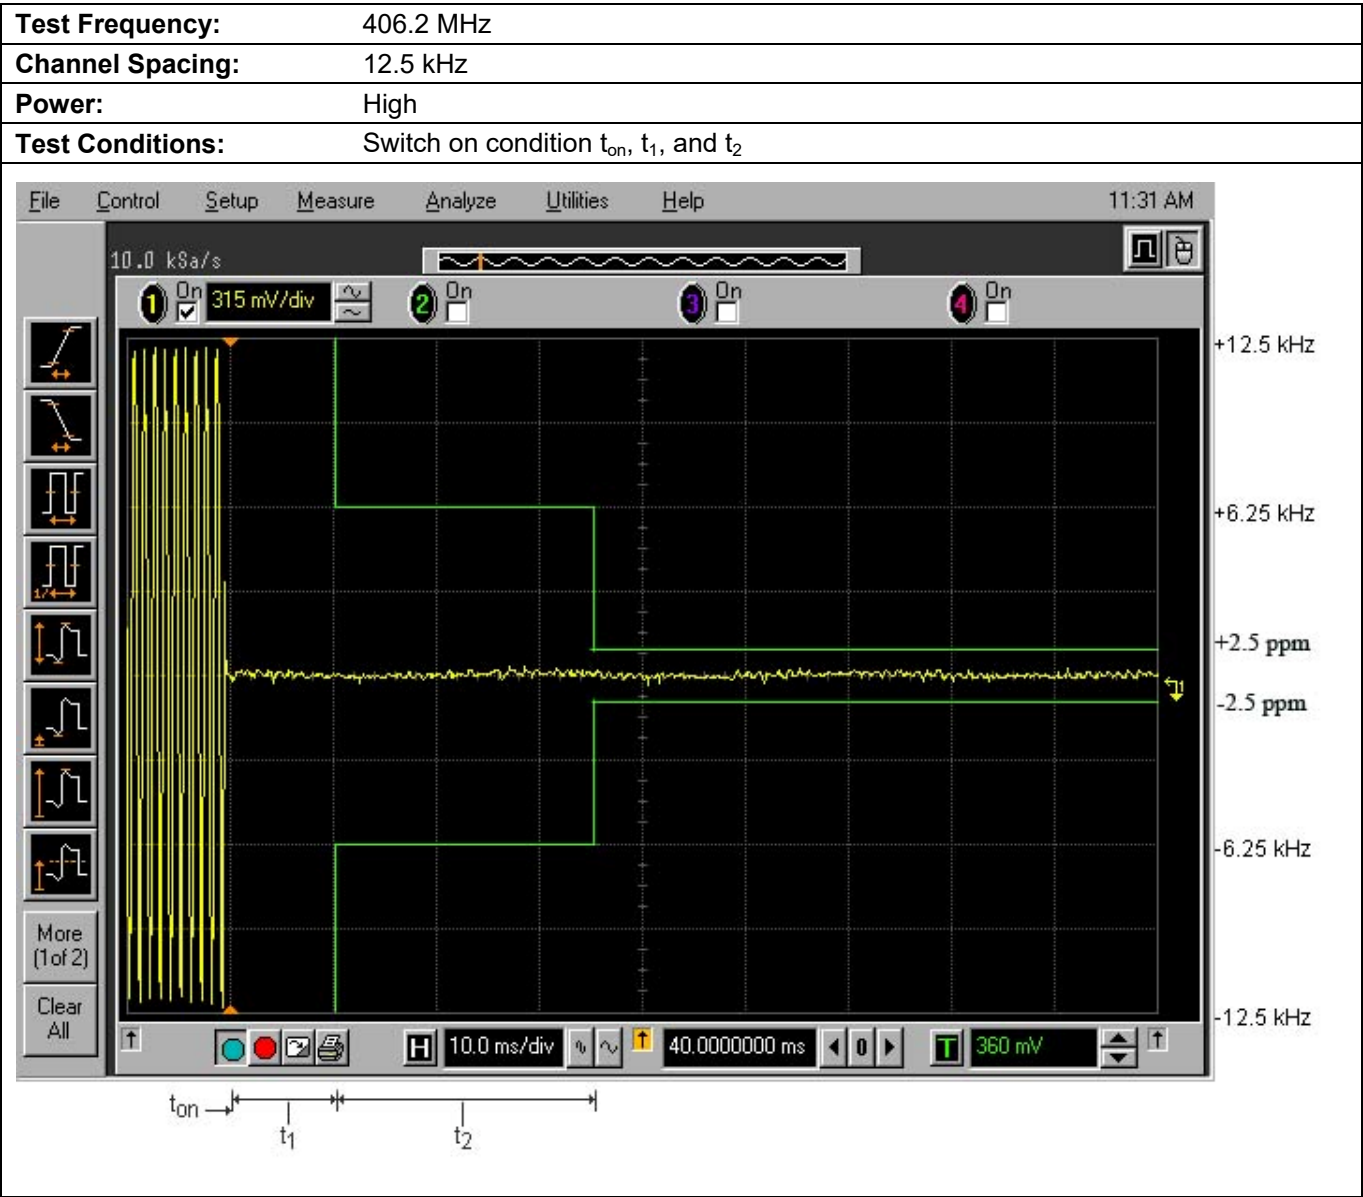 Test Frequency: 406.2 MHz
Channel Spacing: 12.5 kHz
Power: High
Test Conditions: Switch on condition ton, t1, and t2
File Control Setup Measure Analyze Utilities Help 11:31 AM
10.0 kSa/s
1 On 315 mV/div 2 On 3 On 4 On
+12.5 kHz
+6.25 kHz
+2.5 ppm
-2.5 ppm
-6.25 kHz
-12.5 kHz
More
(1of 2)
Clear
All
H 10.0 ms/div 40.0000000 ms 0 T 360 mV
ton t1 t2